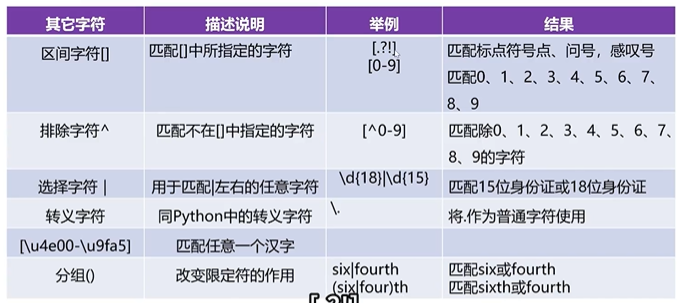 其它字符 描述说明 举例 结果
区间字符[] 匹配[]中所指定的字符 [.?!] 匹配标点符号点、问号，感叹号
[0-9] 匹配0、1、2、3、4、5、6、7、
8、9
排除字符^ 匹配不在[]中指定的字符 [^0-9] 匹配除0、1、2、3、4、5、6、7、
8、9的字符
选择字符 | 用于匹配|左右的任意字符 \d{18}|\d{15} 匹配15位身份证或18位身份证
转义字符 同Python中的转义字符 \. 将.作为普通字符使用
[\u4e00-\u9fa5] 匹配任意一个汉字
分组() 改变限定符的作用 six|fourth 匹配six或fourth
(six|four)th 匹配sixth或fourth